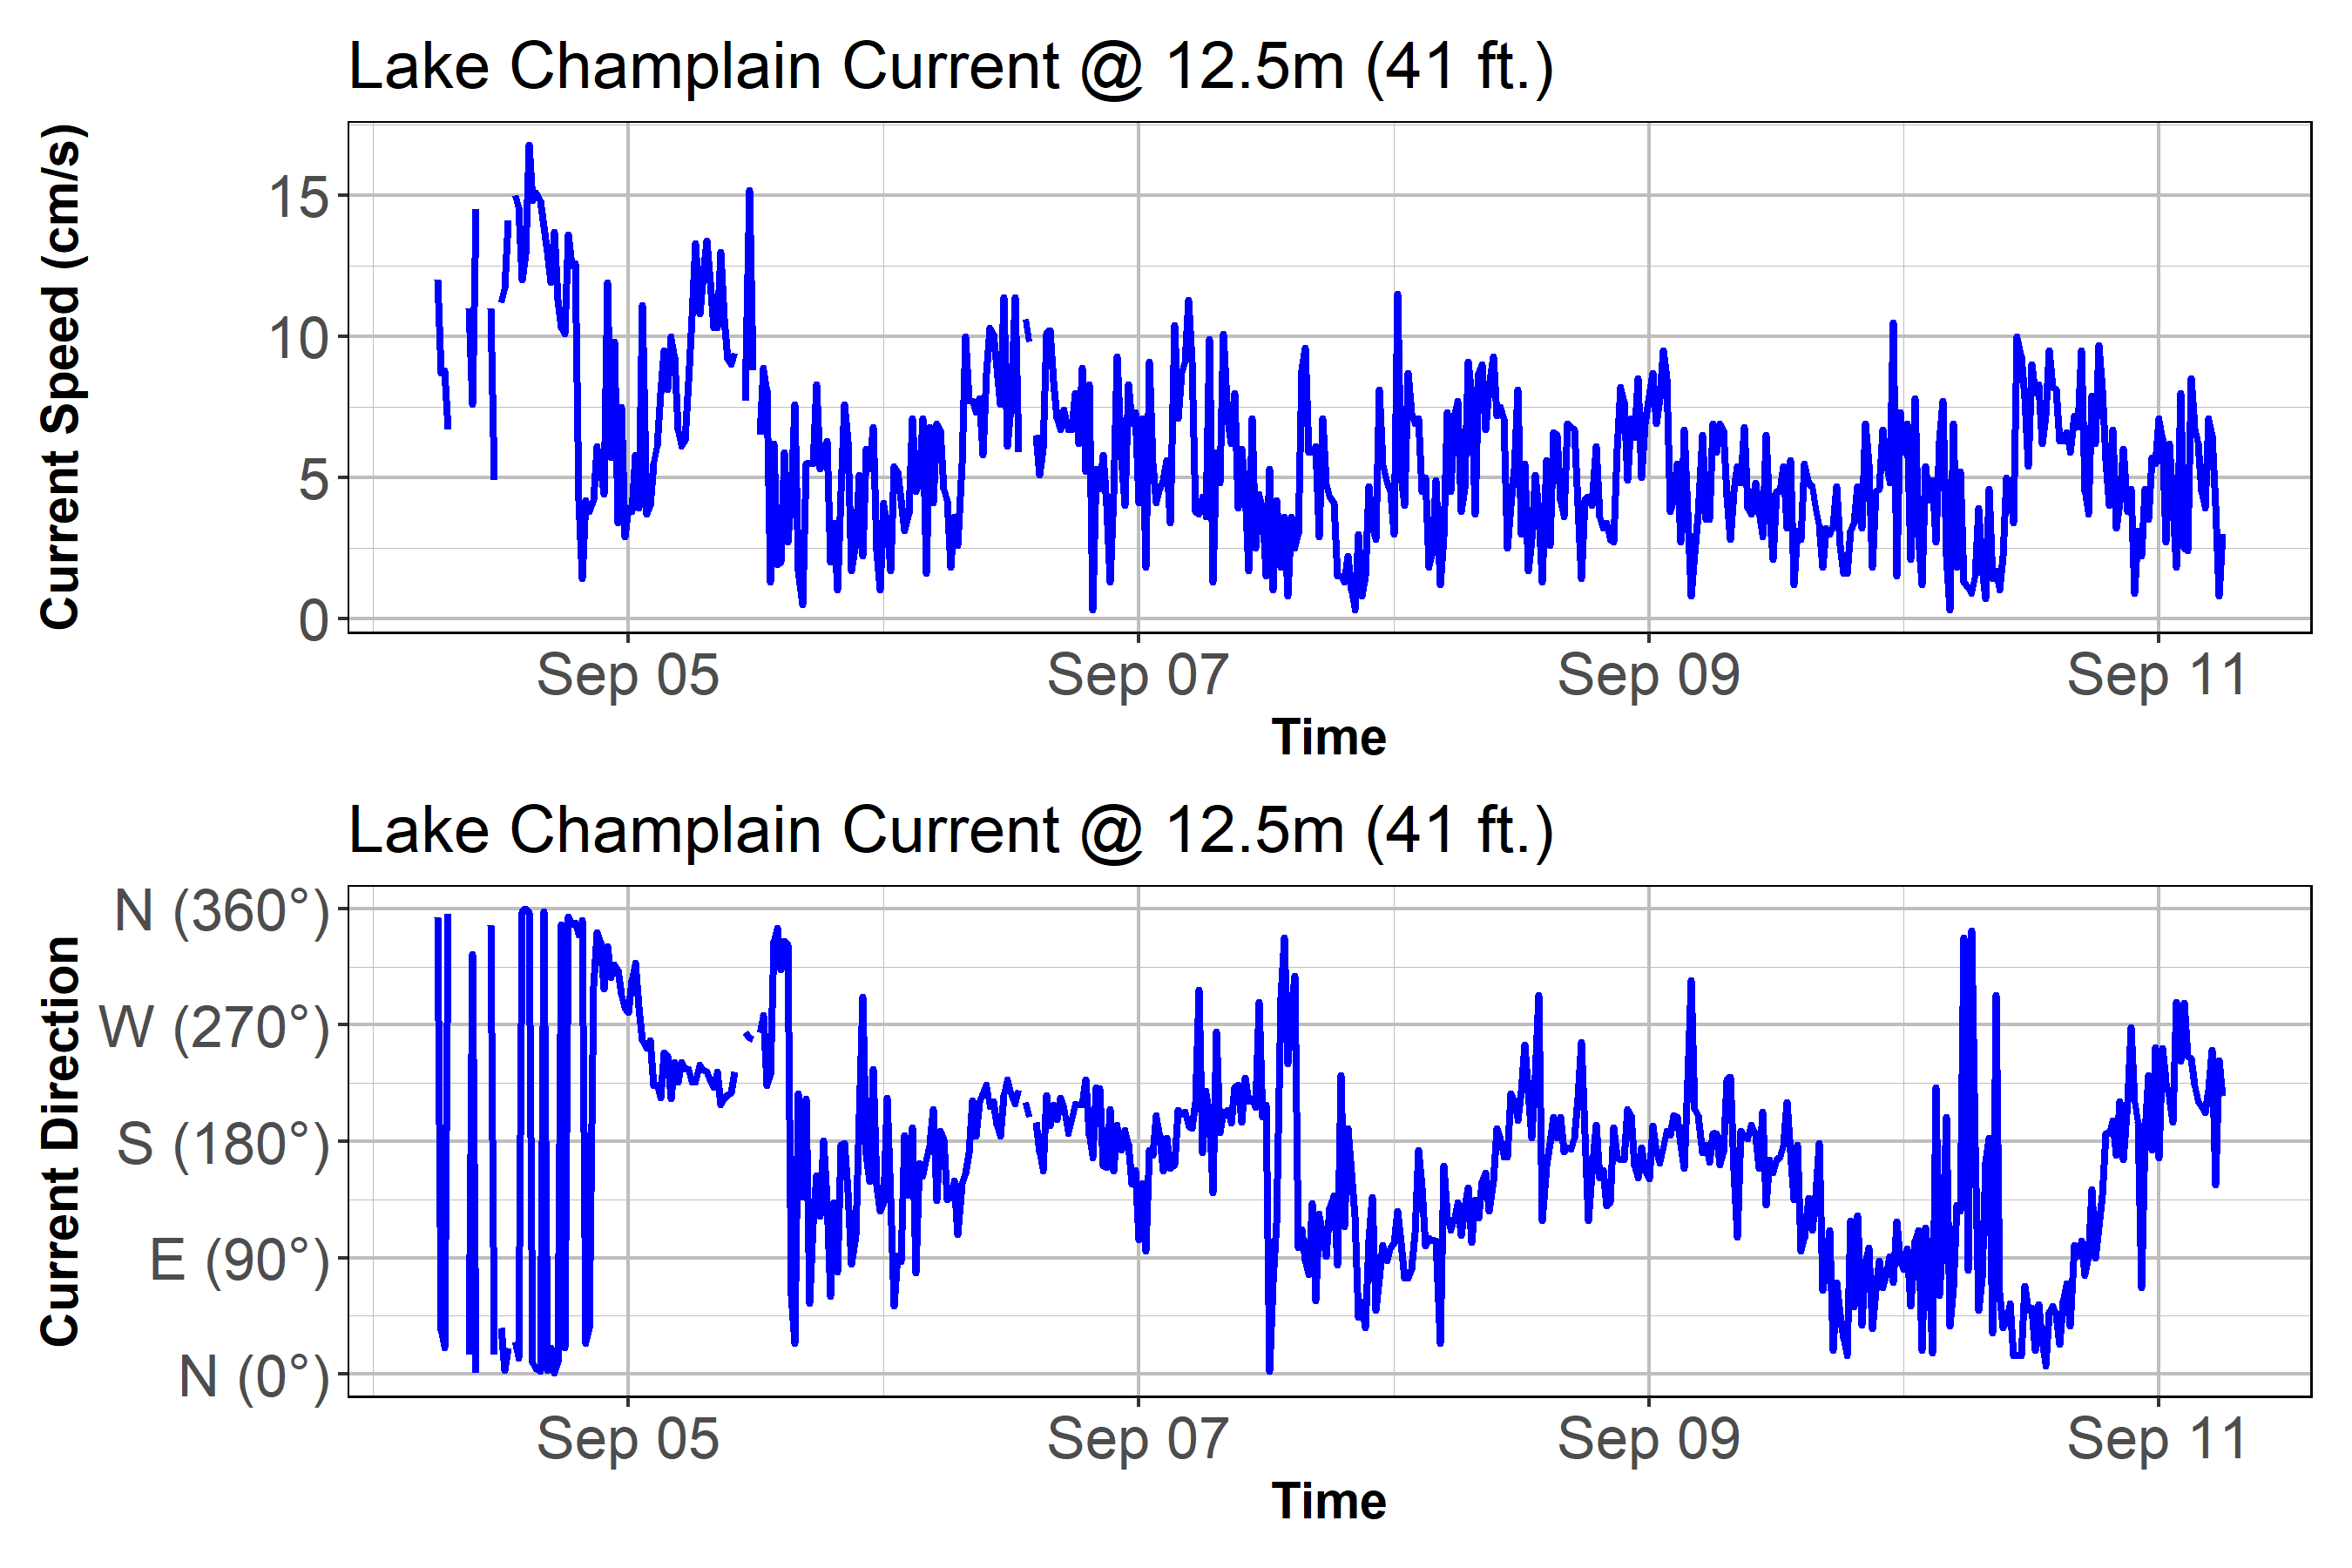 Lake Champlain Current @ 12.5m (41 ft.)
Current Speed (cm/s)
15
10
5
0
Sep 05 Sep 07 Sep 09 Sep 11
Time
Lake Champlain Current @ 12.5m (41 ft.)
Current Direction
N (360°)
W (270°)
S (180°)
E (90°)
N (0°)
Sep 05 Sep 07 Sep 09 Sep 11
Time